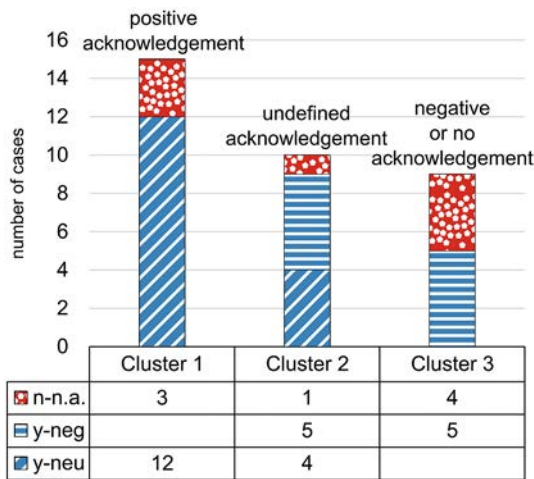 positive
acknowledgement
undefined
acknowledgement
negative
or no
acknowledgement
number of cases
16
14
12
10
8
6
4
2
0
Cluster 1 Cluster 2 Cluster 3
n-n.a. 3 1 4
y-neg 5 5
y-neu 12 4